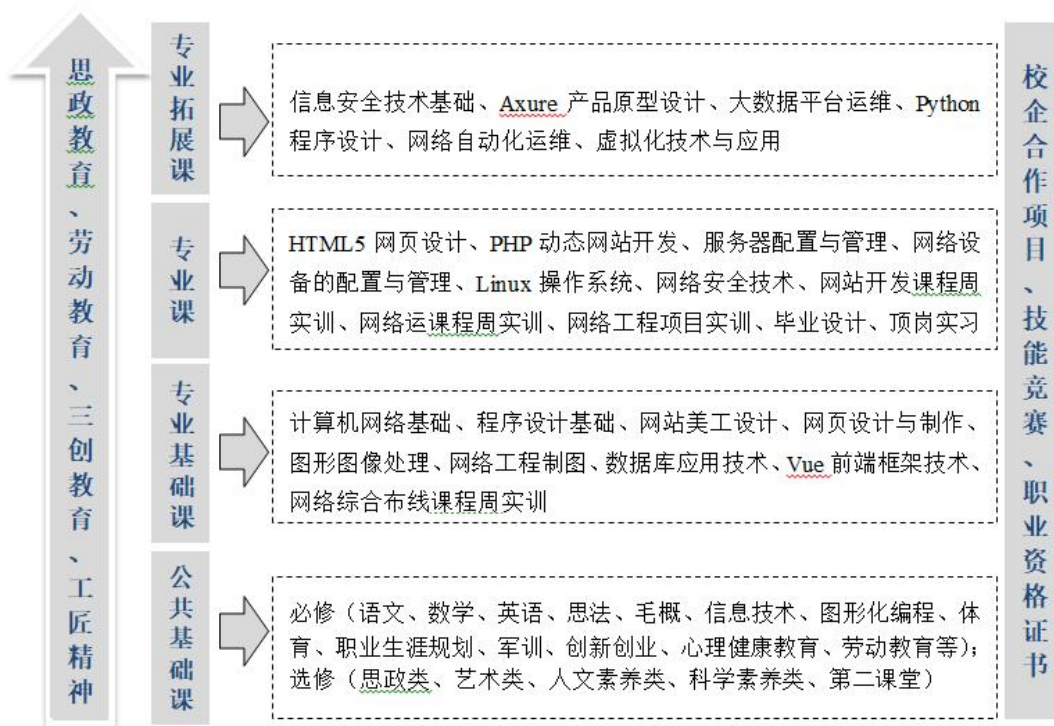 思政教育、劳动教育、三创教育、工匠精神
专业拓展课
信息安全技术基础、Axure 产品原型设计、大数据平台运维、Python
程序设计、网络自动化运维、虚拟化技术与应用
专业课
HTML5 网页设计、PHP 动态网站开发、服务器配置与管理、网络设
备的配置与管理、Linux 操作系统、网络安全技术、网站开发课程周
实训、网络运课程周实训、网络工程项目实训、毕业设计、顶岗实习
专业基础课
计算机网络基础、程序设计基础、网站美工设计、网页设计与制作、
图形图像处理、网络工程制图、数据库应用技术、Vue 前端框架技术、
网络综合布线课程周实训
公共基础课
必修（语文、数学、英语、思法、毛概、信息技术、图形化编程、体
育、职业生涯规划、军训、创新创业、心理健康教育、劳动教育等）；
选修（思政类、艺术类、人文素养类、科学素养类、第二课堂）
校企合作项目、技能竞赛、职业资格证书